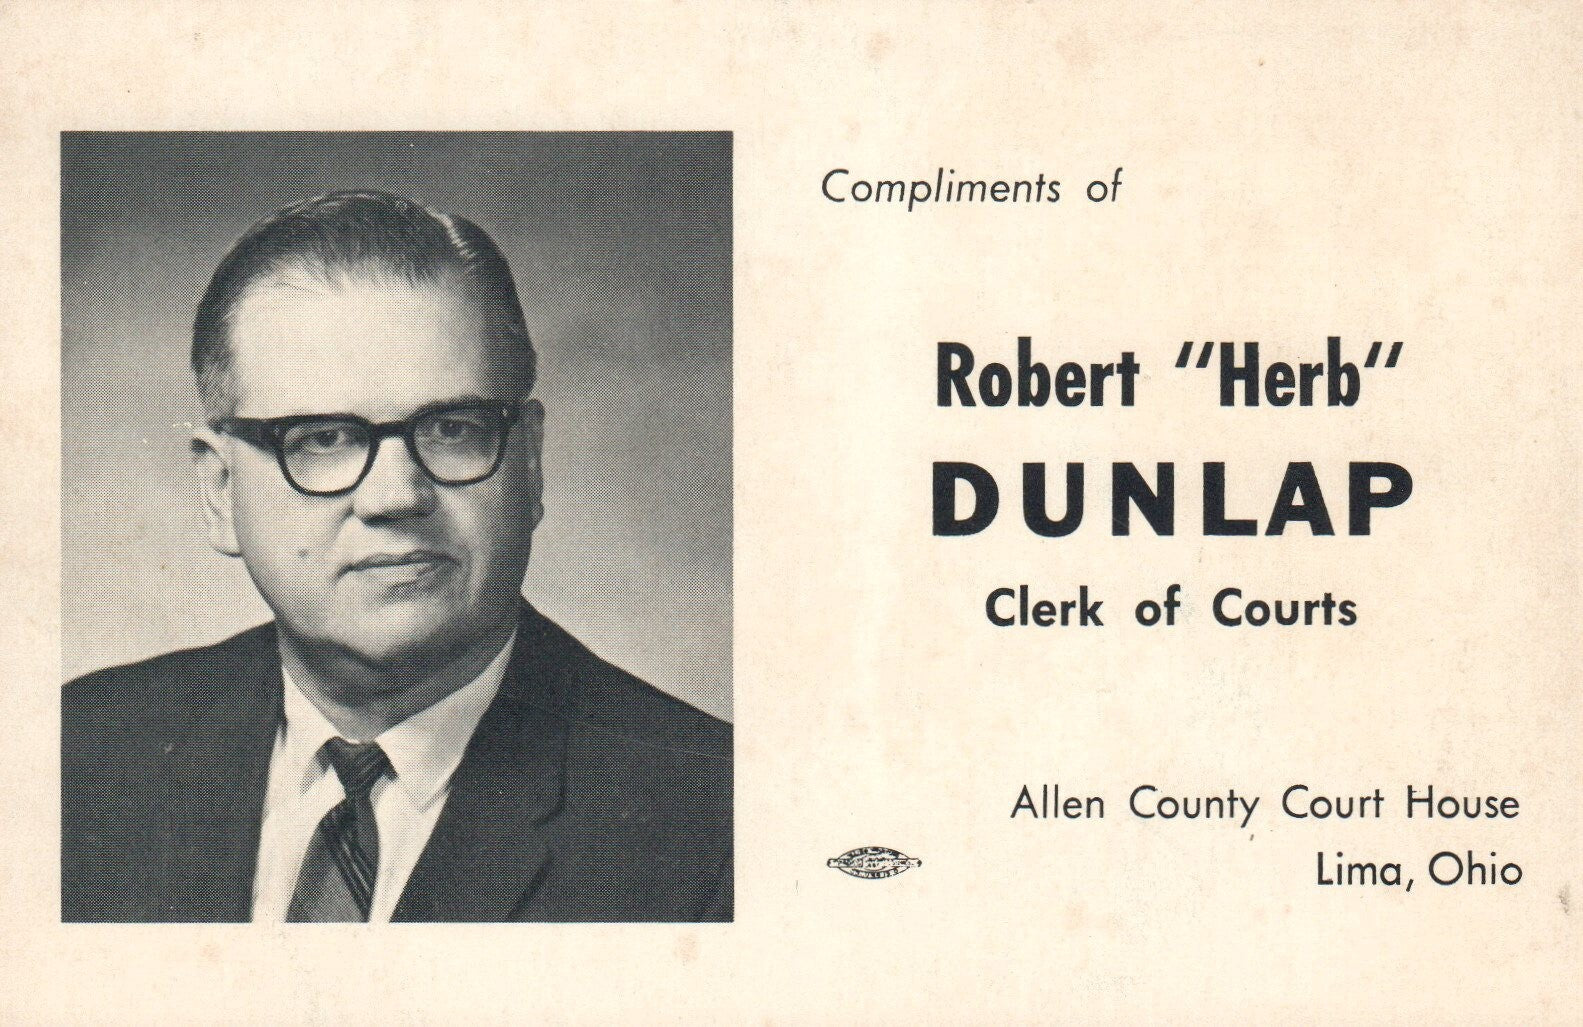 Compliments of
Robert "Herb"
DUNLAP
Clerk of Courts
Allen County Court House
Lima, Ohio